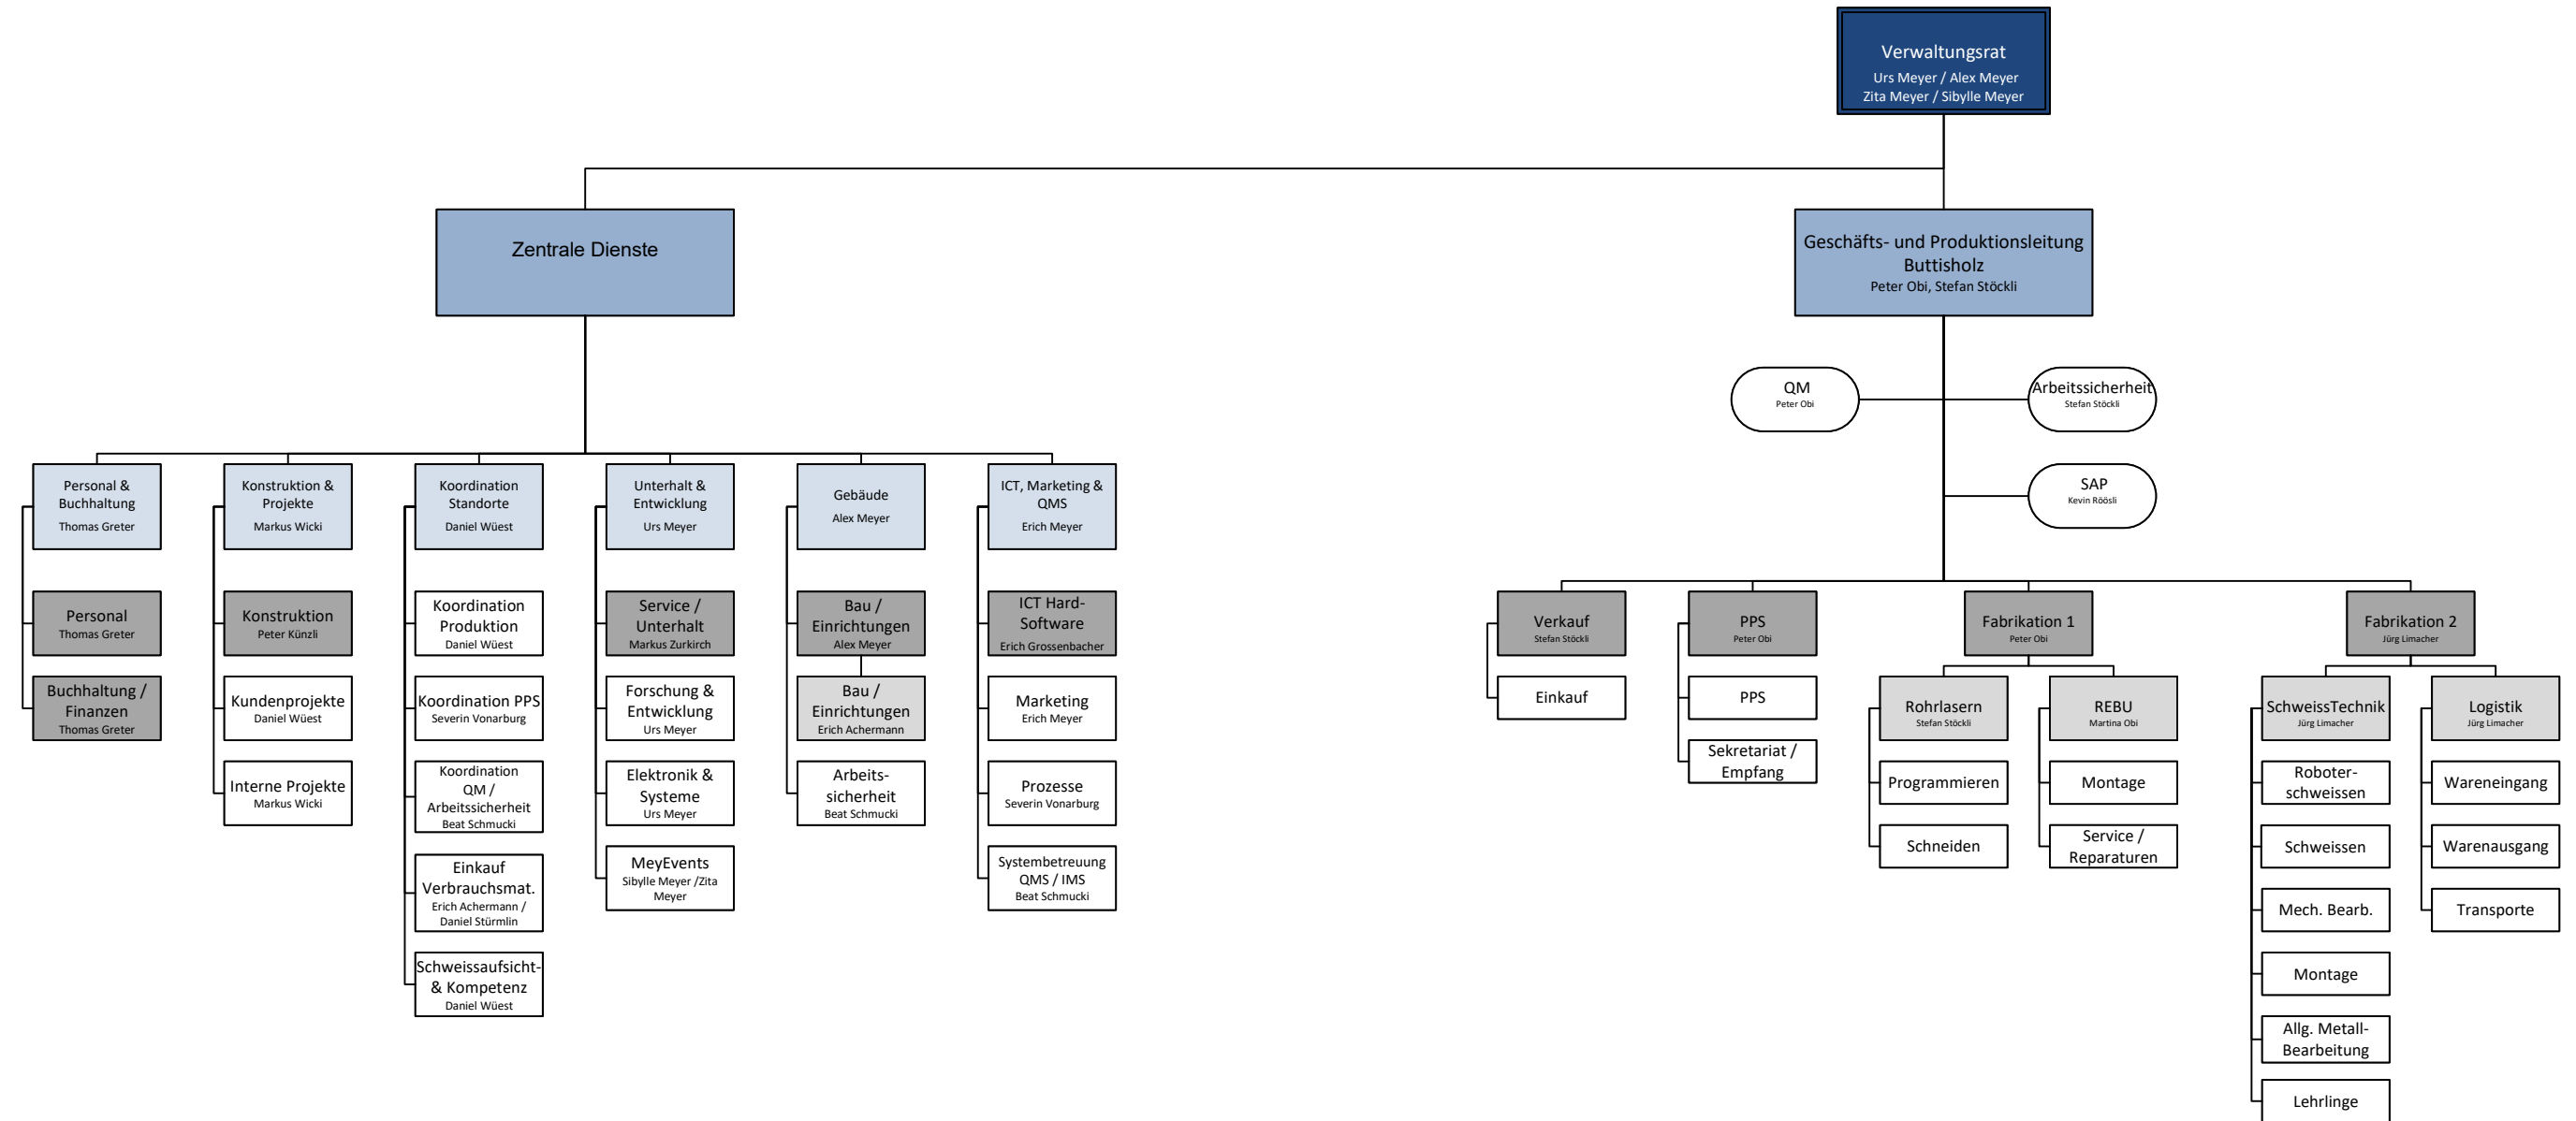 Verwaltungsrat
Urs Meyer / Alex Meyer
Zita Meyer / Sibylle Meyer
Zentrale Dienste
Geschäfts- und Produktionsleitung
Buttisholz
Peter Obi, Stefan Stöckli
QM
Peter Obi
Arbeitssicherheit
Stefan Stöckli
SAP
Kevin Röösli
Personal &
Buchhaltung
Thomas Greter
Personal
Thomas Greter
Buchhaltung /
Finanzen
Thomas Greter
Konstruktion &
Projekte
Markus Wicki
Konstruktion
Peter Künzli
Kundenprojekte
Daniel Wüest
Interne Projekte
Markus Wicki
Koordination
Standorte
Daniel Wüest
Koordination
Produktion
Daniel Wüest
Koordination PPS
Severin Vonarburg
Koordination
QM /
Arbeitssicherheit
Beat Schmucki
Einkauf
Verbrauchsmat.
Erich Achermann /
Daniel Stürmlin
Schweissaufsicht-
& Kompetenz
Daniel Wüest
Unterhalt &
Entwicklung
Urs Meyer
Service /
Unterhalt
Markus Zurkirch
Forschung &
Entwicklung
Urs Meyer
Elektronik &
Systeme
Urs Meyer
MeyEvents
Sibylle Meyer /Zita
Meyer
Gebäude
Alex Meyer
Bau /
Einrichtungen
Alex Meyer
Bau /
Einrichtungen
Erich Achermann
Arbeits-
sicherheit
Beat Schmucki
ICT, Marketing &
QMS
Erich Meyer
ICT Hard-
Software
Erich Grossenbacher
Marketing
Erich Meyer
Prozesse
Severin Vonarburg
Systembetreuung
QMS / IMS
Beat Schmucki
Verkauf
Stefan Stöckli
Einkauf
PPS
Peter Obi
PPS
Sekretariat /
Empfang
Fabrikation 1
Peter Obi
Rohrlasern
Stefan Stöckli
Programmieren
Schneiden
REBU
Martina Obi
Montage
Service /
Reparaturen
Fabrikation 2
Jürg Limacher
SchweissTechnik
Jürg Limacher
Roboter-
schweissen
Schweissen
Mech. Bearb.
Montage
Allg. Metall-
Bearbeitung
Lehrlinge
Logistik
Jürg Limacher
Wareneingang
Warenausgang
Transporte